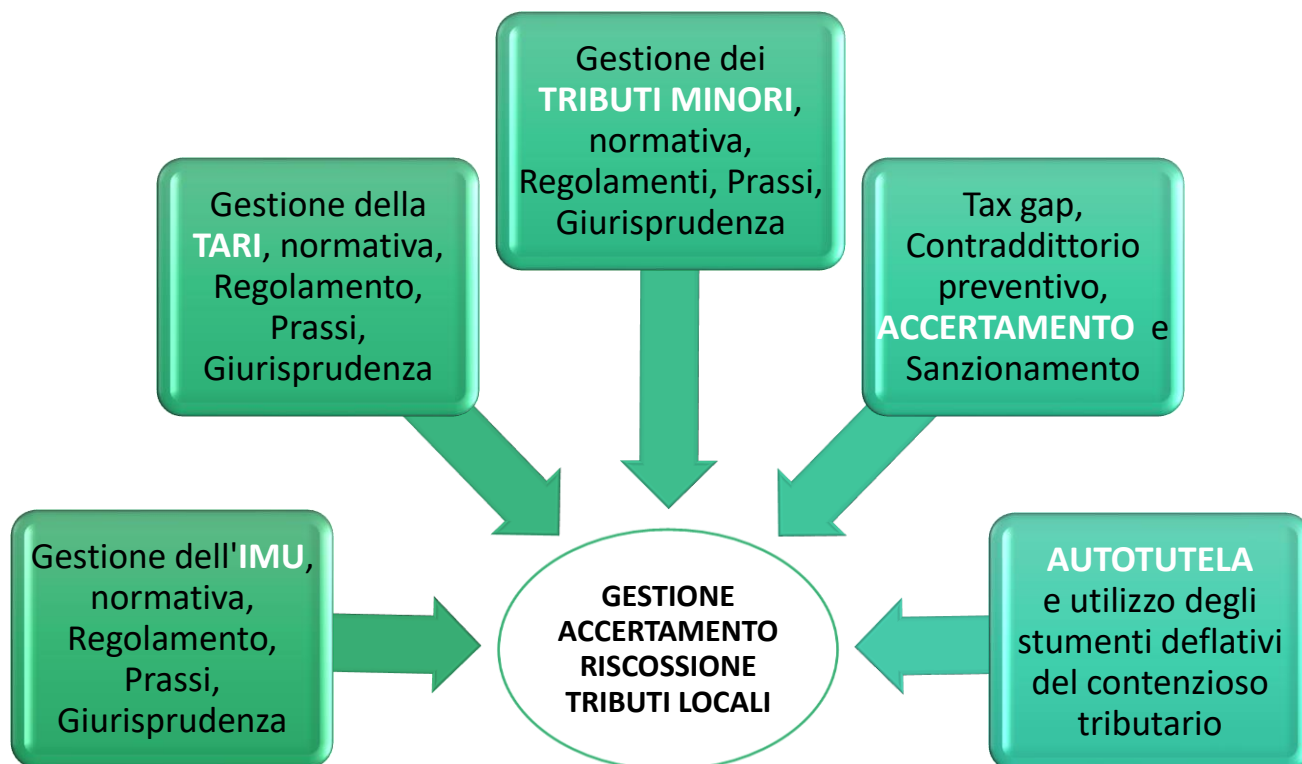 Gestione dell'IMU,
normativa,
Regolamento,
Prassi,
Giurisprudenza
Gestione della
TARI, normativa,
Regolamento,
Prassi,
Giurisprudenza
Gestione dei
TRIBUTI MINORI,
normativa,
Regolamenti, Prassi,
Giurisprudenza
Tax gap,
Contraddittorio
preventivo,
ACCERTAMENTO e
Sanzionamento
AUTOTUTELA
e utilizzo degli
stumenti deflativi
del contenzioso
tributario
GESTIONE
ACCERTAMENTO
RISCOSSIONE
TRIBUTI LOCALI